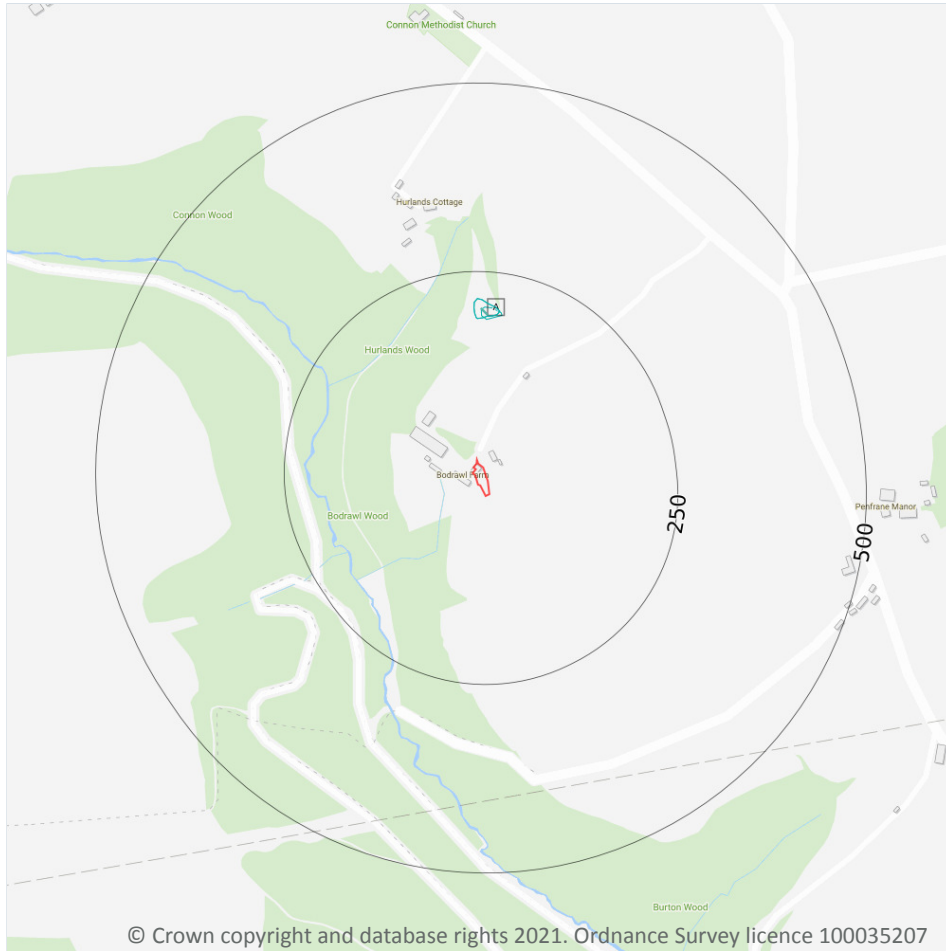 Connon Methodist Church
Hurlands Cottage
Connon Wood
A
Hurlands Wood
Bodrawl Farm
250
Penfrane Manor
Bodrawl Wood
500
Burton Wood
© Crown copyright and database rights 2021. Ordnance Survey licence 100035207